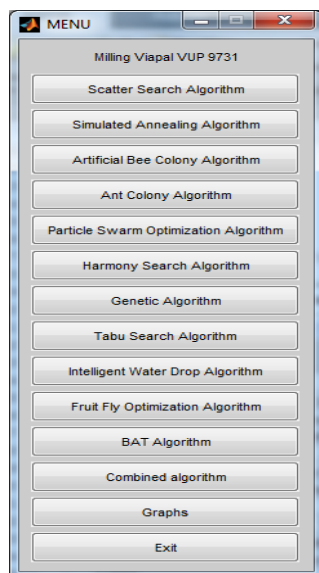 MENU
Milling Viapal VUP 9731
Scatter Search Algorithm
Simulated Annealing Algorithm
Artificial Bee Colony Algorithm
Ant Colony Algorithm
Particle Swarm Optimization Algorithm
Harmony Search Algorithm
Genetic Algorithm
Tabu Search Algorithm
Intelligent Water Drop Algorithm
Fruit Fly Optimization Algorithm
BAT Algorithm
Combined algorithm
Graphs
Exit